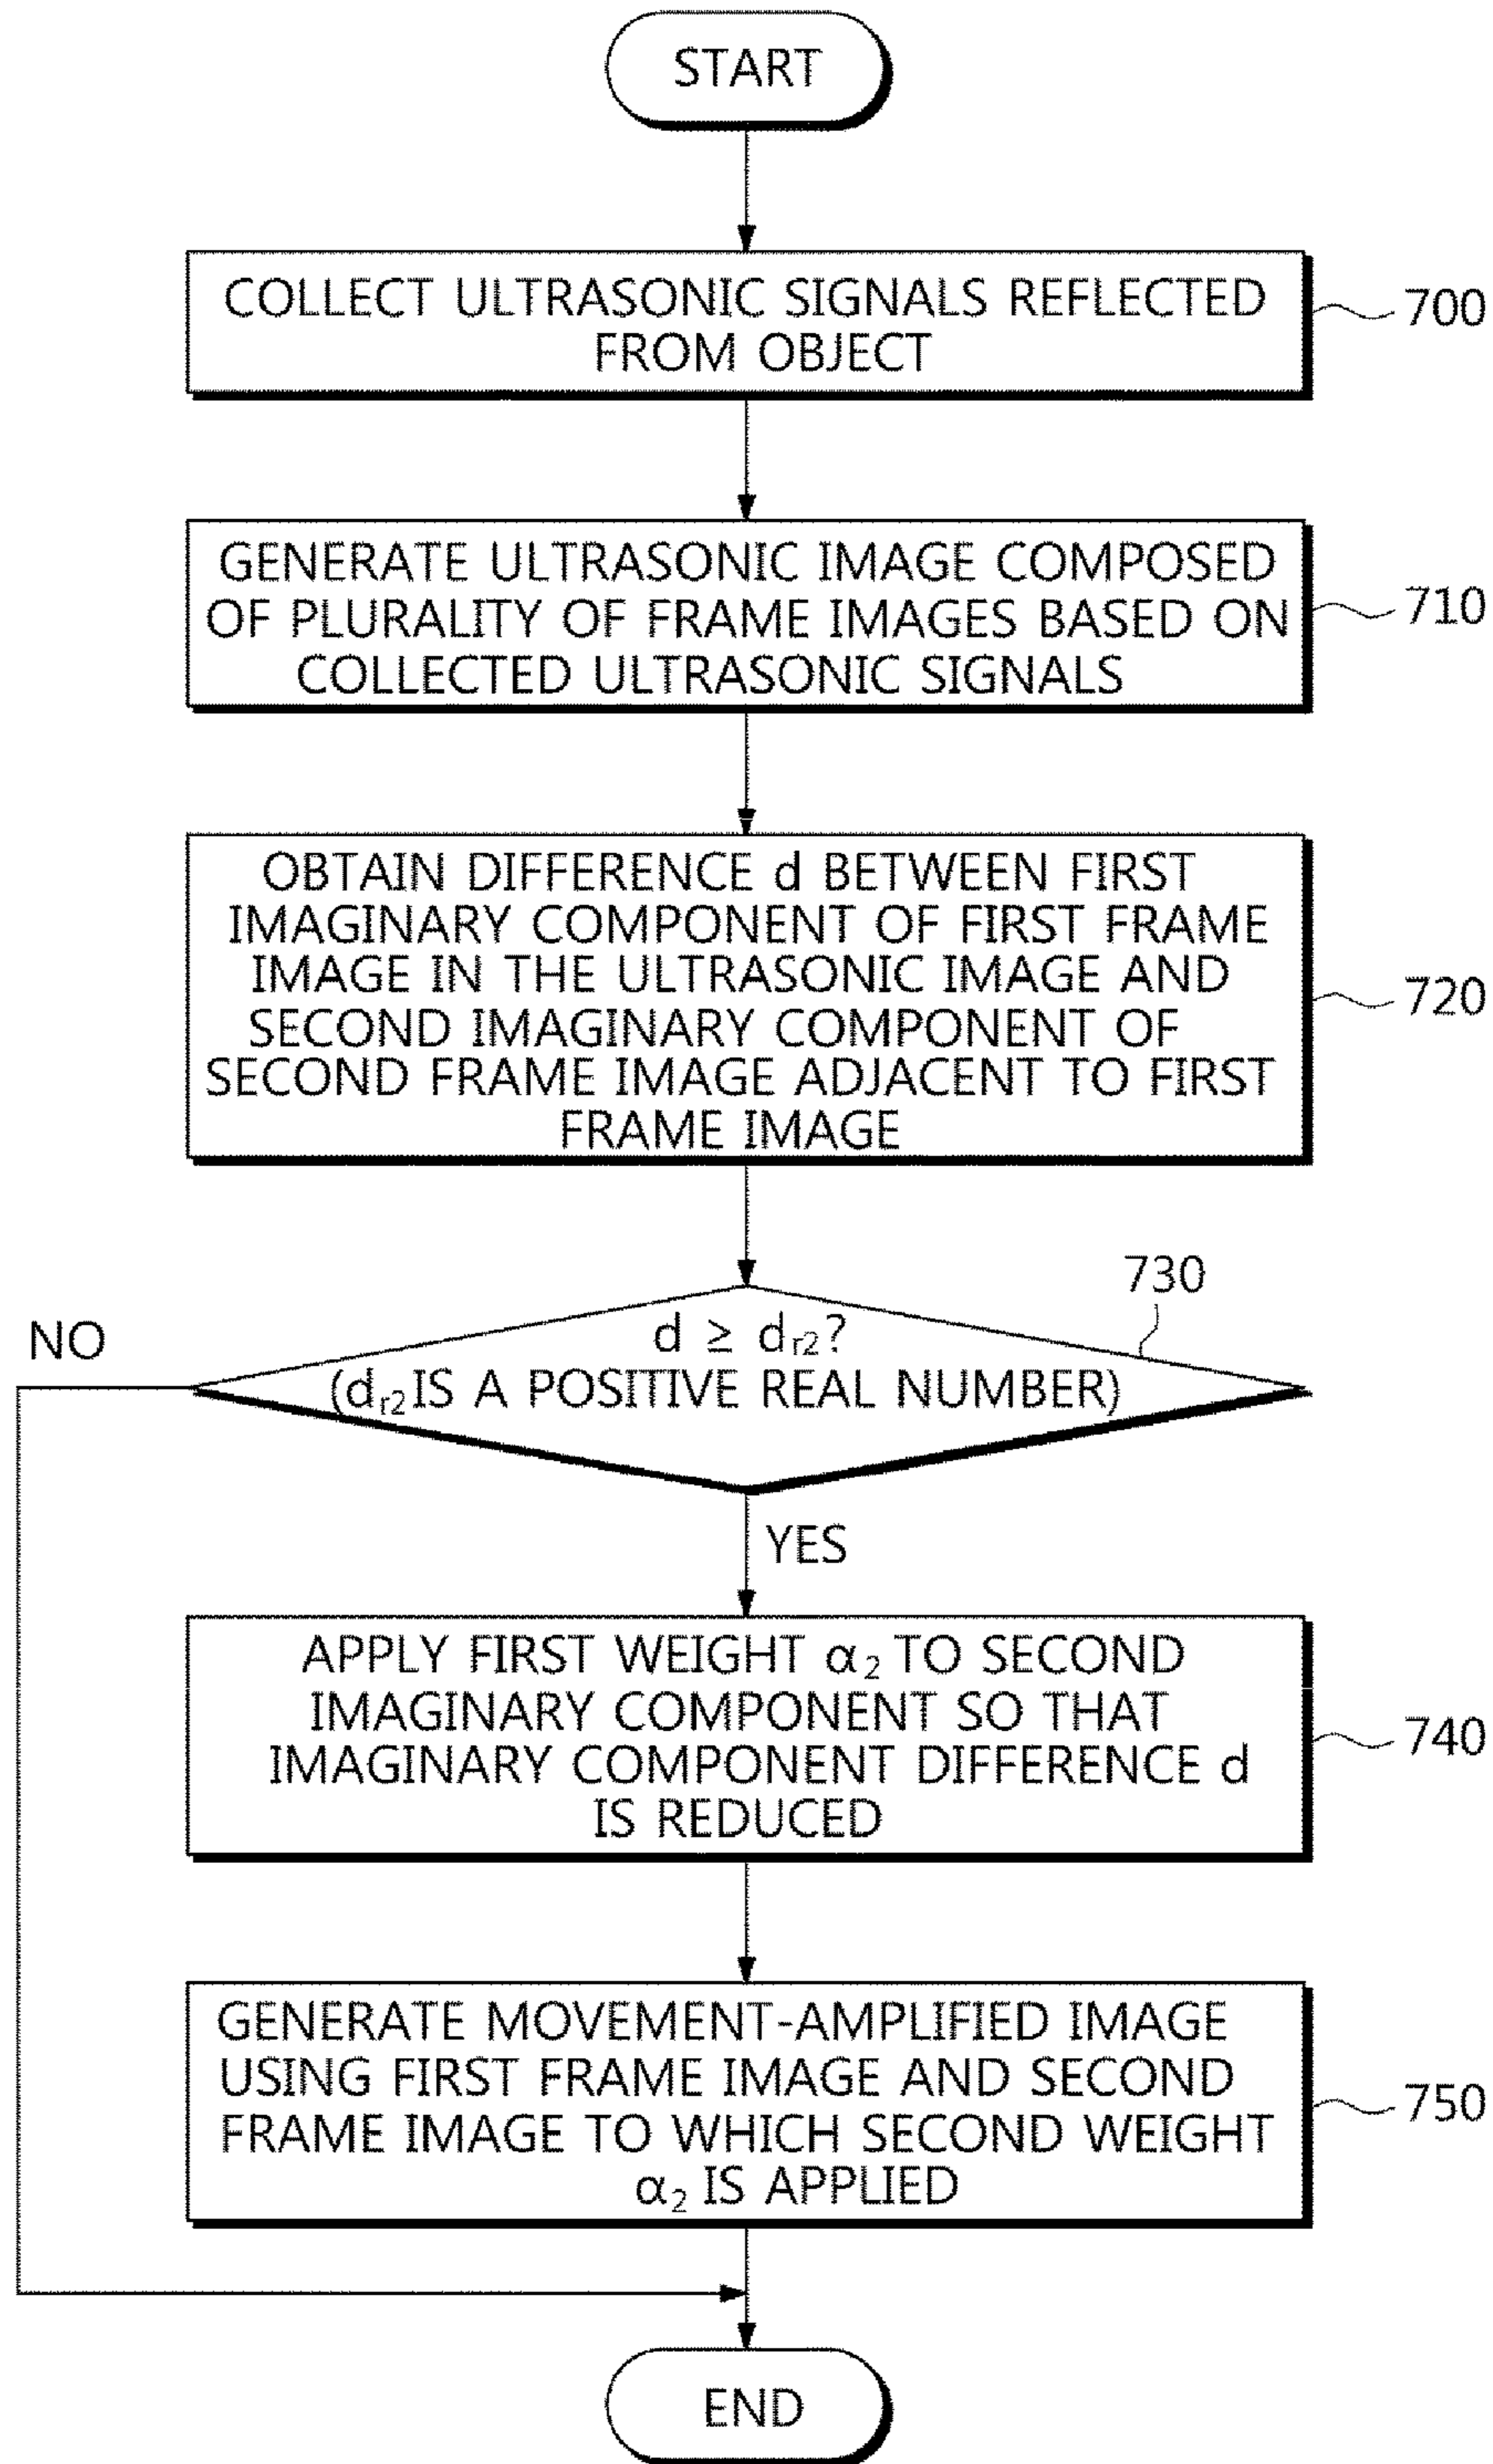 START
COLLECT ULTRASONIC SIGNALS REFLECTED
FROM OBJECT
700
GENERATE ULTRASONIC IMAGE COMPOSED
OF PLURALITY OF FRAME IMAGES BASED ON
COLLECTED ULTRASONIC SIGNALS
710
OBTAIN DIFFERENCE d BETWEEN FIRST
IMAGINARY COMPONENT OF FIRST FRAME
IMAGE IN THE ULTRASONIC IMAGE AND
SECOND IMAGINARY COMPONENT OF
SECOND FRAME IMAGE ADJACENT TO FIRST
FRAME IMAGE
720
730
NO
d ≥ dr2?
(dr2 IS A POSITIVE REAL NUMBER)
YES
APPLY FIRST WEIGHT α2 TO SECOND
IMAGINARY COMPONENT SO THAT
IMAGINARY COMPONENT DIFFERENCE d
IS REDUCED
740
GENERATE MOVEMENT-AMPLIFIED IMAGE
USING FIRST FRAME IMAGE AND SECOND
FRAME IMAGE TO WHICH SECOND WEIGHT
α2 IS APPLIED
750
END